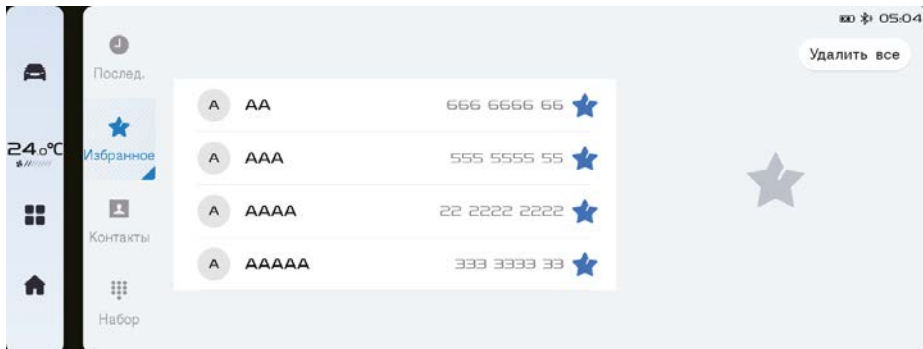 05:04
Удалить все
24.0°C
Послед.
Избранное
Контакты
Набор
A AA 666 6666 66
A AAA 555 5555 55
A AAAA 22 2222 2222
A AAAAA 333 3333 33